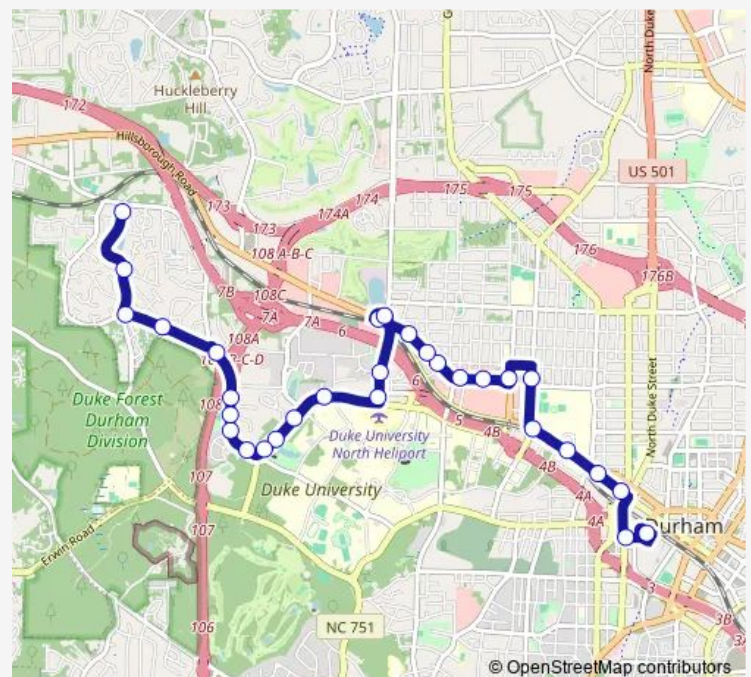 North Duke
172
Huckleberry
Hill
Hillsborough Road
173
174A
174
175
175
US 501
173
176
108 A-B-C
176B
108C
7B
7A
7A
6
108A
Duke Forest
Durham
Division
6
5
Duke University
North Heliport
4B
North Duke Street
4B
107
Duke University
4A
4A
Durham
Erwin Road
107
3
106
NC 751
3B
© OpenStreetMap contributors